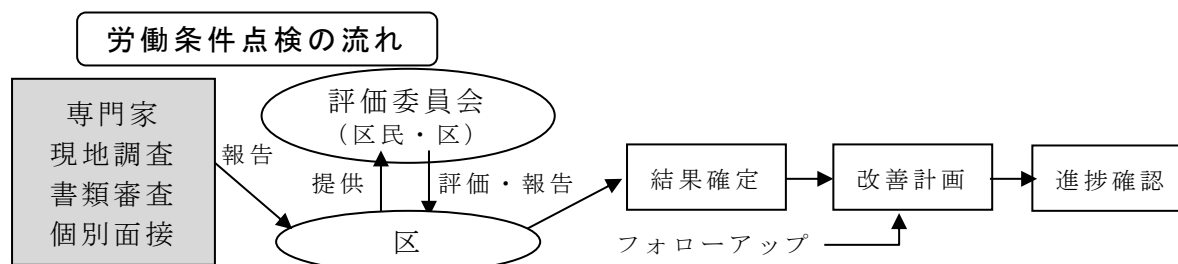 労働条件点検の流れ
専門家
現地調査
書類審査
個別面接
報告
評価委員会
（区民・区）
提供
評価・報告
区
結果確定
改善計画
進捗確認
フォローアップ